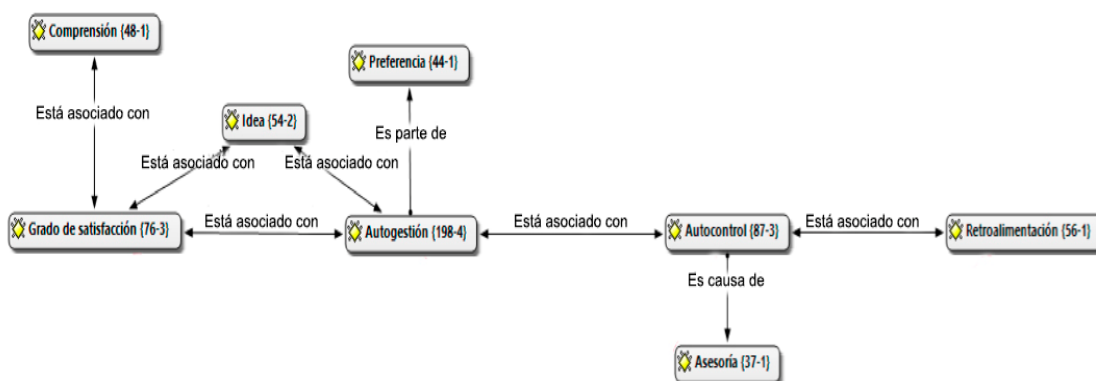 Comprensión {48-1}
Preferencia {44-1}
Está asociado con
Idea {54-2}
Es parte de
Está asociado con
Está asociado con
Grado de satisfacción {76-3}
Está asociado con
Autogestión {198-4}
Está asociado con
Autocontrol {87-3}
Está asociado con
Retroalimentación {56-1}
Es causa de
Asesoría {37-1}